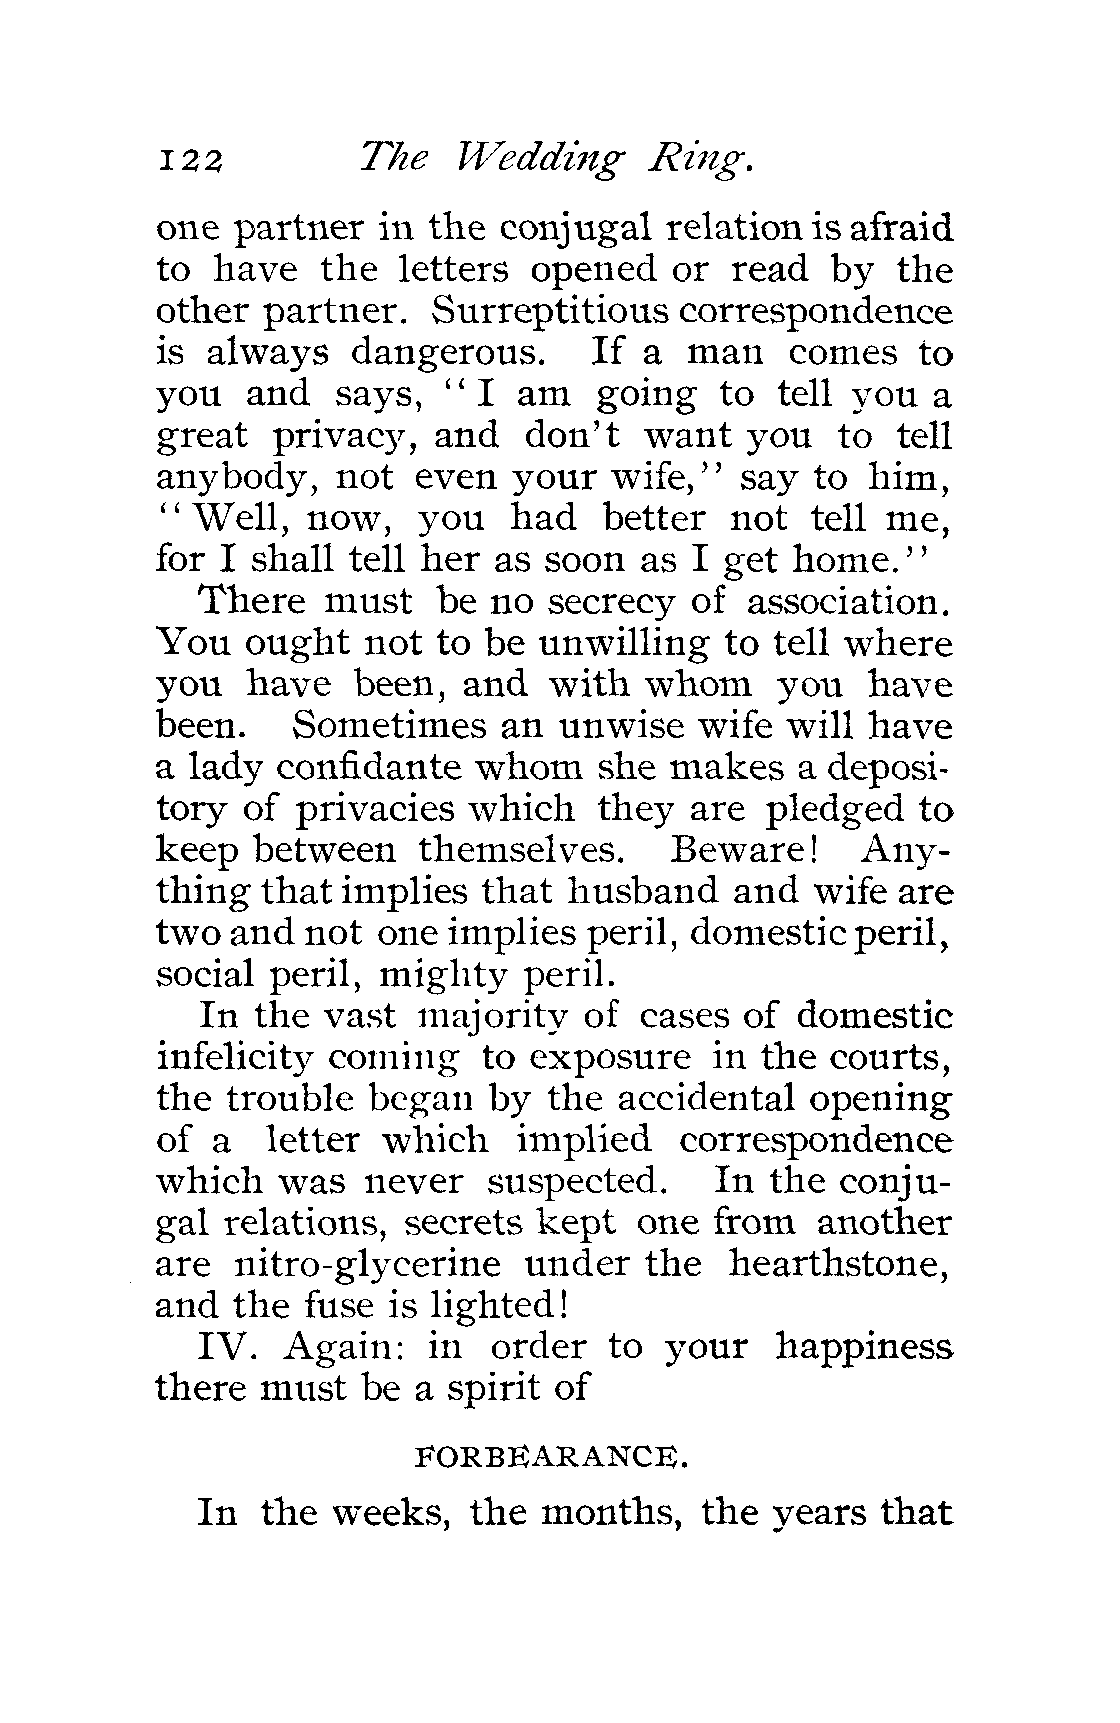 122 The Wedding Ring.
one partner in the conjugal relation is afraid
to have the letters opened or read by the
other partner. Surreptitious correspondence
is always dangerous. If a man comes to
you and says, "I am going to tell you a
great privacy, and don't want you to tell
anybody, not even your wife," say to him,
"Well, now, you had better not tell me,
for I shall tell her as soon as I get home."
There must be no secrecy of association.
You ought not to be unwilling to tell where
you have been, and with whom you have
been. Sometimes an unwise wife will have
a lady confidante whom she makes a deposi-
tory of privacies which they are pledged to
keep between themselves. Beware! Any-
thing that implies that husband and wife are
two and not one implies peril, domestic peril,
social peril, mighty peril.
In the vast majority of cases of domestic
infelicity coming to exposure in the courts,
the trouble began by the accidental opening
of a letter which implied correspondence
which was never suspected. In the conju-
gal relations, secrets kept one from another
are nitro-glycerine under the hearthstone,
and the fuse is lighted!
IV. Again: in order to your happiness
there must be a spirit of
FORBEARANCE.
In the weeks, the months, the years that